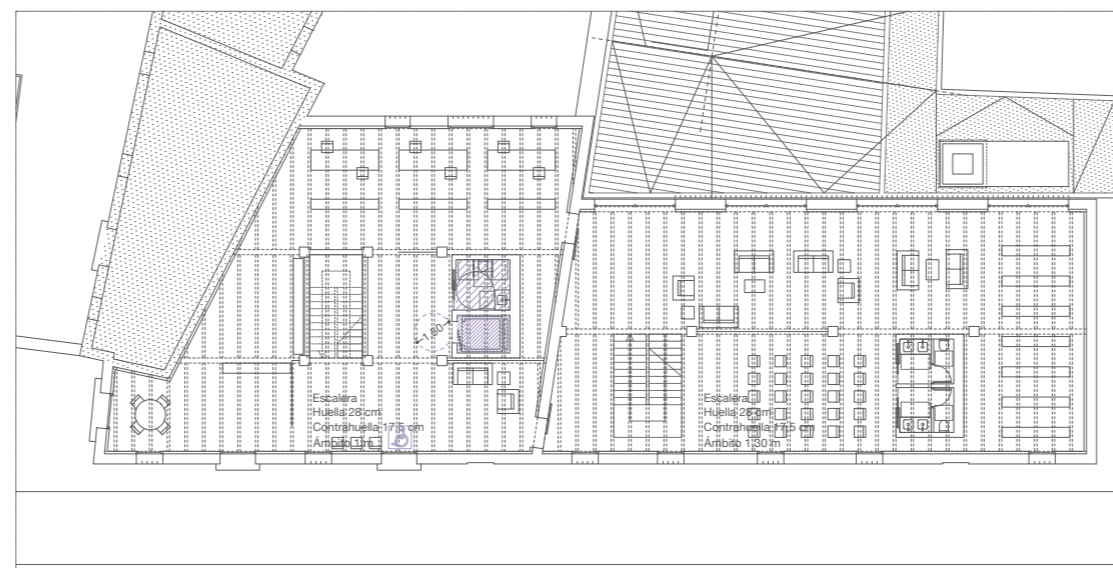 1.80
Escalera
Huella 28 cm
Contrahuella 17.5 cm
Ámbito 1 m
Escalera
Huella 28 cm
Contrahuella 17.5 cm
Ámbito 1.30 m